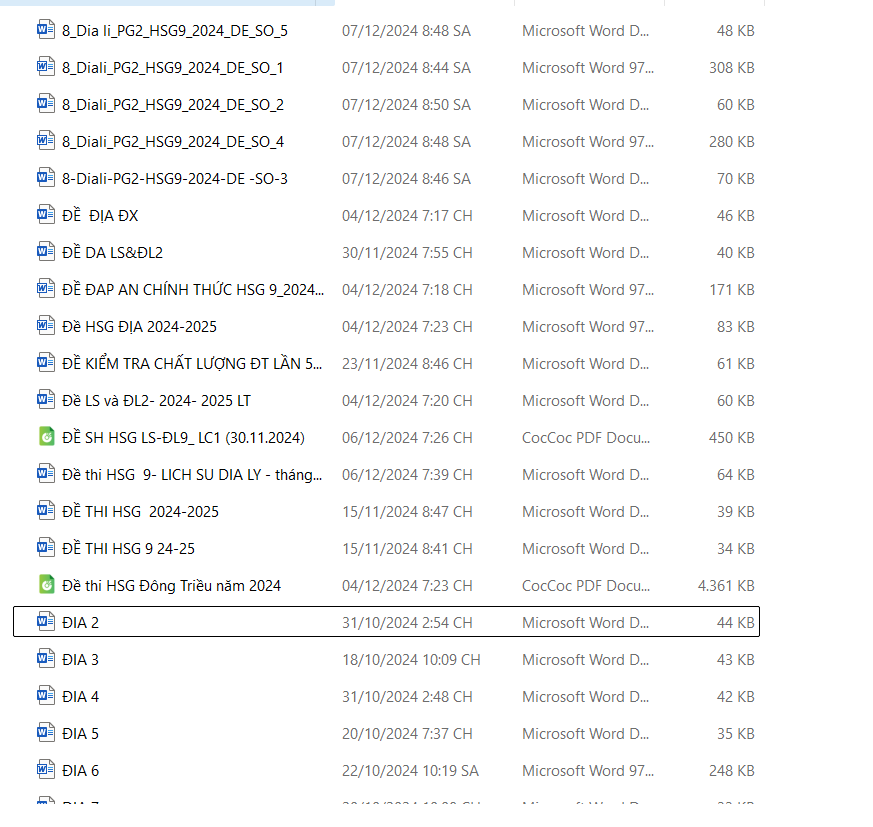 8_Dia li_PG2_HSG9_2024_DE_SO_5 07/12/2024 8:48 SA Microsoft Word D... 48 KB
8_Diali_PG2_HSG9_2024_DE_SO_1 07/12/2024 8:44 SA Microsoft Word 97... 308 KB
8_Diali_PG2_HSG9_2024_DE_SO_2 07/12/2024 8:50 SA Microsoft Word D... 60 KB
8_Diali_PG2_HSG9_2024_DE_SO_4 07/12/2024 8:48 SA Microsoft Word 97... 280 KB
8-Diali-PG2-HSG9-2024-DE -SO-3 07/12/2024 8:46 SA Microsoft Word D... 70 KB
ĐỀ  ĐỊA ĐX 04/12/2024 7:17 CH Microsoft Word D... 46 KB
ĐỀ DA LS&ĐL2 30/11/2024 7:55 CH Microsoft Word D... 40 KB
ĐỀ ĐAP AN CHÍNH THỨC HSG 9_2024... 04/12/2024 7:18 CH Microsoft Word 97... 171 KB
Đề HSG ĐỊA 2024-2025 04/12/2024 7:23 CH Microsoft Word 97... 83 KB
ĐỀ KIỂM TRA CHẤT LƯỢNG ĐT LẦN 5... 23/11/2024 8:46 CH Microsoft Word D... 61 KB
Đề LS và ĐL2- 2024- 2025 LT 04/12/2024 7:20 CH Microsoft Word D... 60 KB
ĐỀ SH HSG LS-ĐL9_ LC1 (30.11.2024) 06/12/2024 7:26 CH CocCoc PDF Docu... 450 KB
Đề thi HSG  9- LICH SU DIA LY - tháng... 06/12/2024 7:39 CH Microsoft Word D... 64 KB
ĐỀ THI HSG  2024-2025 15/11/2024 8:47 CH Microsoft Word D... 39 KB
ĐỀ THI HSG 9 24-25 15/11/2024 8:41 CH Microsoft Word D... 34 KB
Đề thi HSG Đông Triều năm 2024 04/12/2024 7:23 CH CocCoc PDF Docu... 4.361 KB
ĐIA 2 31/10/2024 2:54 CH Microsoft Word D... 44 KB
ĐIA 3 18/10/2024 10:09 CH Microsoft Word D... 43 KB
ĐIA 4 31/10/2024 2:48 CH Microsoft Word D... 42 KB
ĐIA 5 20/10/2024 7:37 CH Microsoft Word D... 35 KB
ĐIA 6 22/10/2024 10:19 SA Microsoft Word 97... 248 KB